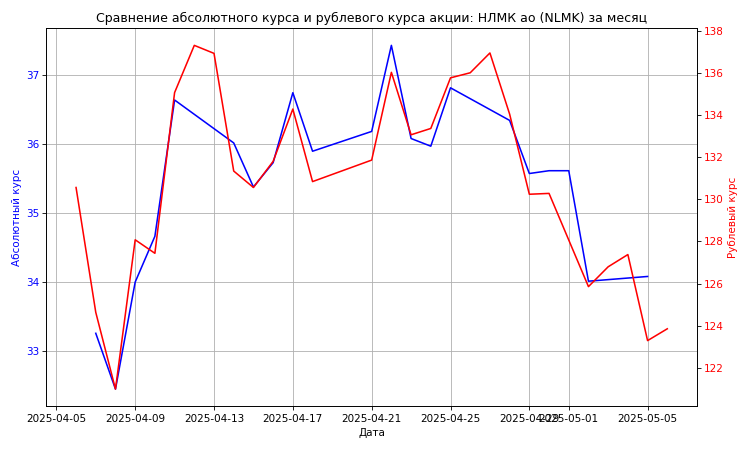 Сравнение абсолютного курса и рублевого курса акции: НЛМК ао (NLMK) за месяц
37
36
35
34
33
Абсолютный курс
138
136
134
132
130
128
126
124
122
Рублевый курс
2025-04-05 2025-04-09 2025-04-13 2025-04-17 2025-04-21 2025-04-25 2025-04-29 2025-05-01 2025-05-05
Дата